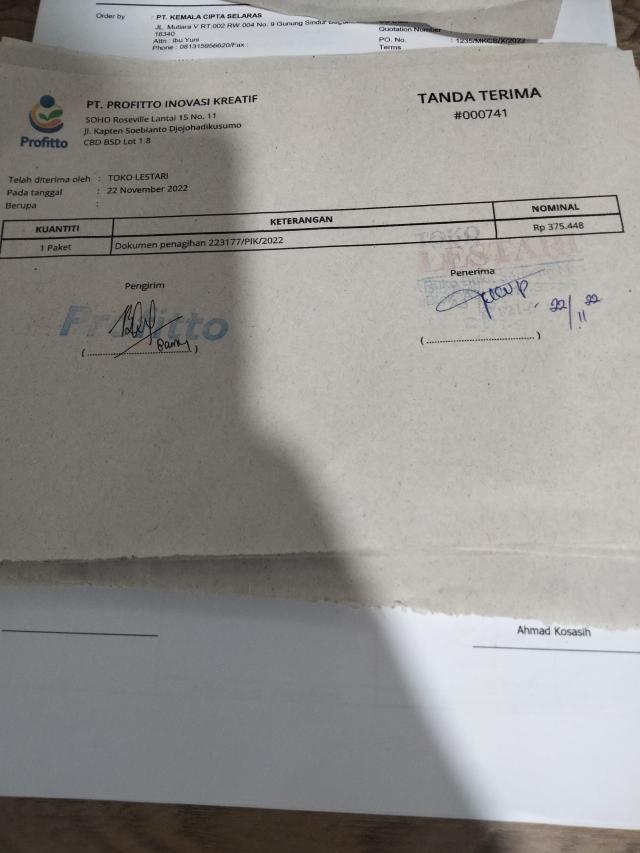 Order by : PT. KEMALA CIPTA SELARAS
JL. Mutiara V RT.002 RW.004 No. 9 Gunung Sindur
16340
Attn : Ibu Yuni
Phone : 081315956620/Fax :
Quotation Number
PO. No. : 1235/MKCS/X/2022
Terms
Profitto
PT. PROFITTO INOVASI KREATIF
SOHO Roseville Lantai 15 No. 11
Jl. Kapten Soebianto Djojohadikusumo
CBD BSD Lot 1.8
TANDA TERIMA
#000741
Telah diterima oleh : TOKO LESTARI
Pada tanggal : 22 November 2022
Berupa :
KUANTITI KETERANGAN NOMINAL
1 Paket Dokumen penagihan 223177/PIK/2022 Rp 375.448
TOKO
LESTARI
Pengirim
Penerima
Profitto
22/11 22
(..............................)
(..............................)
Ahmad Kosasih